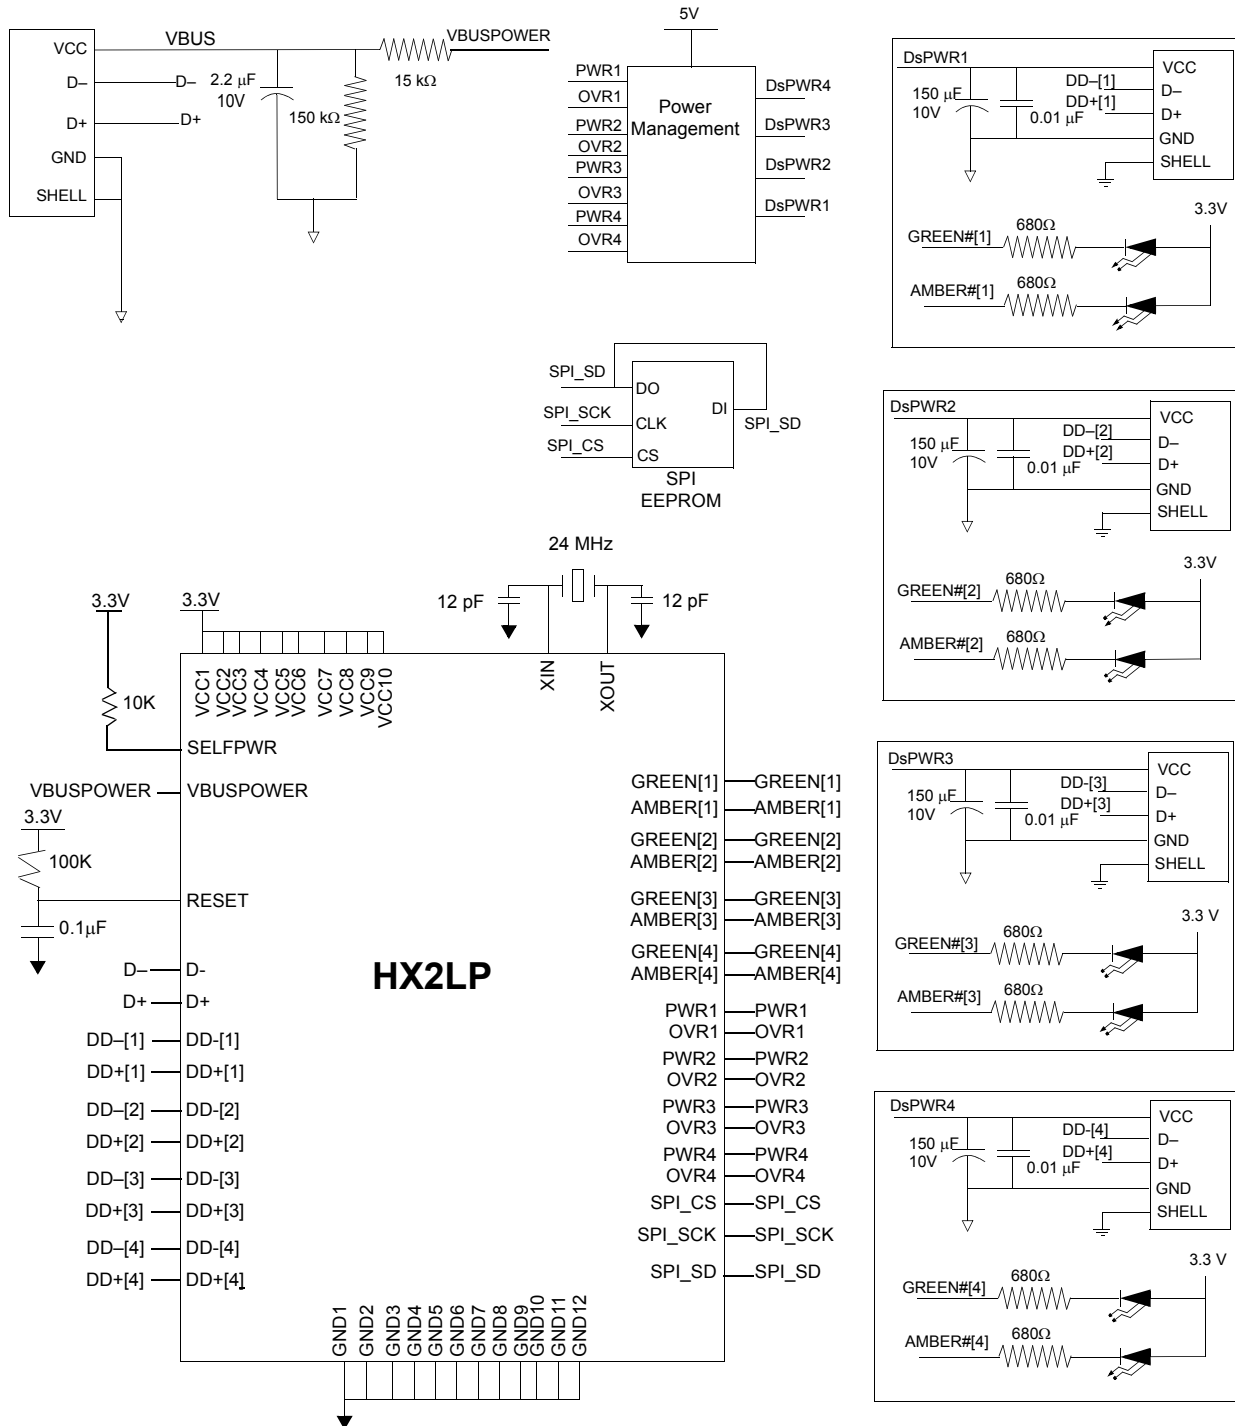 VCC
D–
D+
GND
SHELL
VBUS
D–
D+
2.2 μF
10V
150 kΩ
15 kΩ
VBUSPOWER
5V
Power
Management
PWR1
OVR1
PWR2
OVR2
PWR3
OVR3
PWR4
OVR4
DsPWR4
DsPWR3
DsPWR2
DsPWR1
SPI_SD
SPI_SCK
SPI_CS
DO
CLK
CS
DI
SPI_SD
SPI
EEPROM
DsPWR1
150 μF
10V
0.01 μF
DD–[1]
DD+[1]
VCC
D–
D+
GND
SHELL
3.3V
GREEN#[1]
680Ω
AMBER#[1]
680Ω
DsPWR2
150 μF
10V
0.01 μF
DD–[2]
DD+[2]
VCC
D–
D+
GND
SHELL
3.3V
GREEN#[2]
680Ω
AMBER#[2]
680Ω
DsPWR3
150 μF
10V
0.01 μF
DD-[3]
DD+[3]
VCC
D–
D+
GND
SHELL
3.3 V
GREEN#[3]
680Ω
AMBER#[3]
680Ω
DsPWR4
150 μF
10V
0.01 μF
DD-[4]
DD+[4]
VCC
D–
D+
GND
SHELL
3.3 V
GREEN#[4]
680Ω
AMBER#[4]
680Ω
24 MHz
12 pF
12 pF
XIN
XOUT
3.3V
3.3V
10K
VCC1
VCC2
VCC3
VCC4
VCC5
VCC6
VCC7
VCC8
VCC9
VCC10
SELFPWR
VBUSPOWER
VBUSPOWER
3.3V
100K
RESET
0.1μF
HX2LP
D– D-
D+ D+
DD–[1] DD-[1]
DD+[1] DD+[1]
DD–[2] DD-[2]
DD+[2] DD+[2]
DD–[3] DD-[3]
DD+[3] DD+[3]
DD–[4] DD-[4]
DD+[4] DD+[4]
GREEN[1] GREEN[1]
AMBER[1] AMBER[1]
GREEN[2] GREEN[2]
AMBER[2] AMBER[2]
GREEN[3] GREEN[3]
AMBER[3] AMBER[3]
GREEN[4] GREEN[4]
AMBER[4] AMBER[4]
PWR1 PWR1
OVR1 OVR1
PWR2 PWR2
OVR2 OVR2
PWR3 PWR3
OVR3 OVR3
PWR4 PWR4
OVR4 OVR4
SPI_CS SPI_CS
SPI_SCK SPI_SCK
SPI_SD SPI_SD
GND1
GND2
GND3
GND4
GND5
GND6
GND7
GND8
GND9
GND10
GND11
GND12